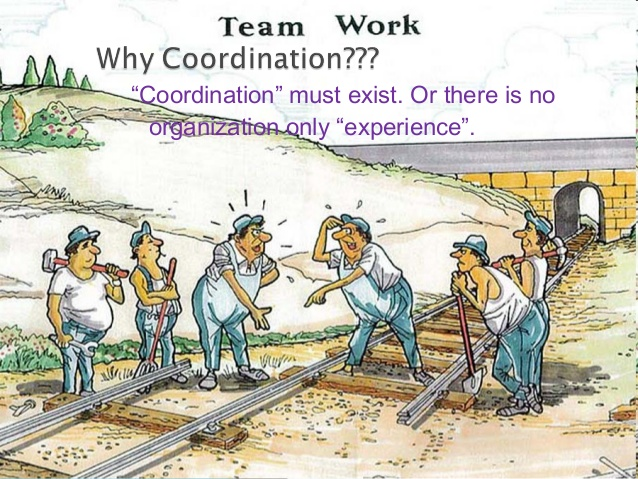 Team Work
Why Coordination???
“Coordination” must exist. Or there is no
organization only “experience”.